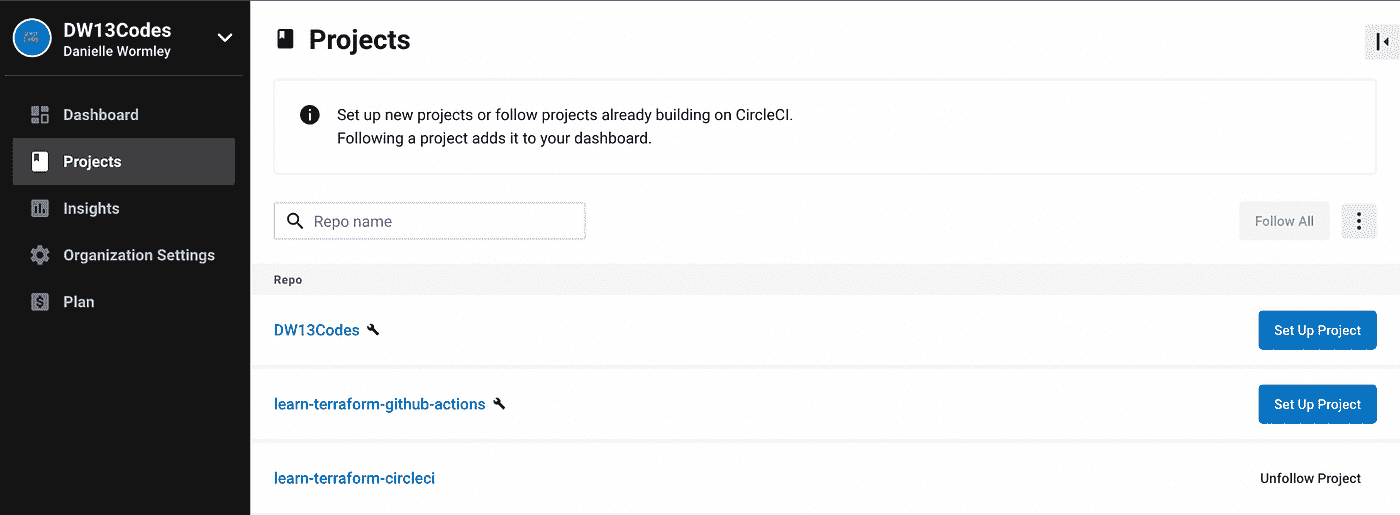 DW13Codes
Danielle Wormley
Dashboard
Projects
Insights
Organization Settings
Plan
Projects
Set up new projects or follow projects already building on CircleCI.
Following a project adds it to your dashboard.
Repo name
Follow All
Repo
DW13Codes
Set Up Project
learn-terraform-github-actions
Set Up Project
learn-terraform-circleci
Unfollow Project